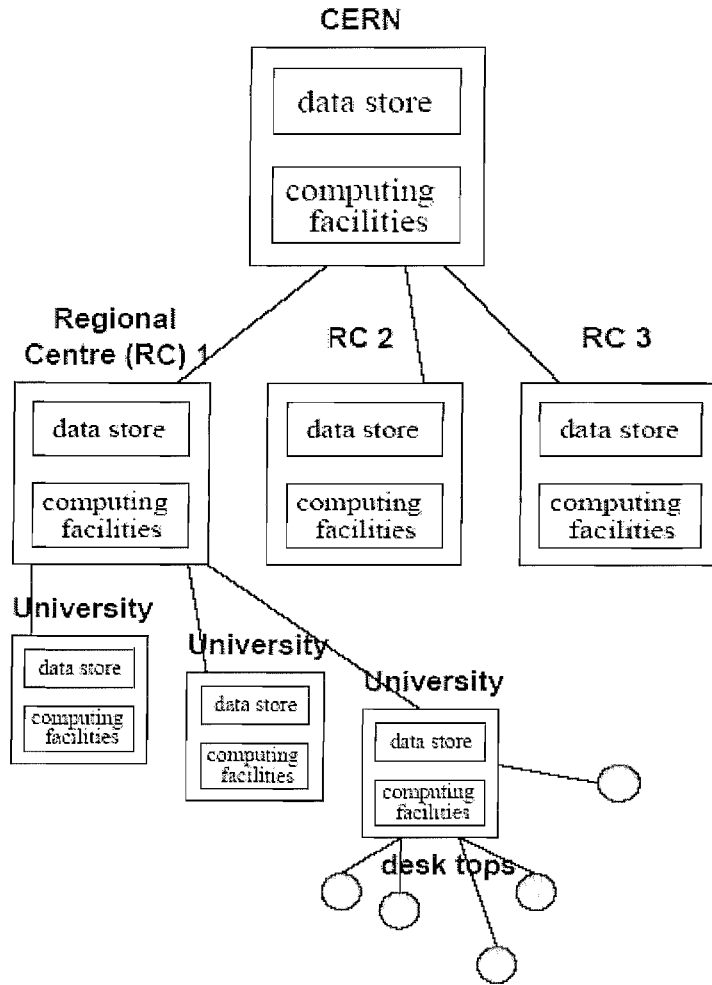 CERN
data store
computing
facilities
Regional
Centre (RC) 1
RC 2
RC 3
data store
computing
facilities
data store
computing
facilities
data store
computing
facilities
University
data store
computing
facilities
University
data store
computing
facilities
University
data store
computing
facilities
desk tops